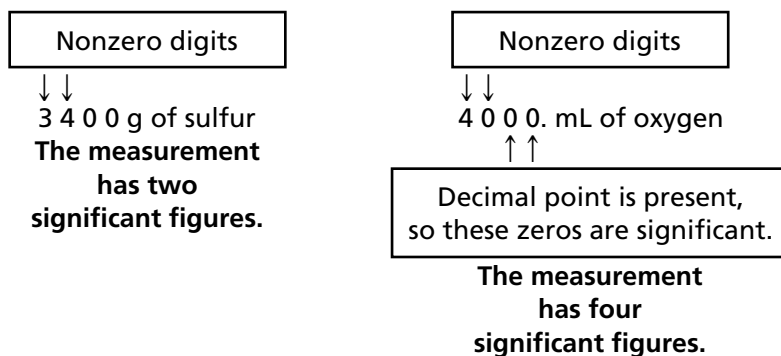 Nonzero digits
↓ ↓
3 4 0 0 g of sulfur
The measurement
has two
significant figures.
Nonzero digits
↓ ↓
4 0 0 0. mL of oxygen
↑ ↑
Decimal point is present,
so these zeros are significant.
The measurement
has four
significant figures.